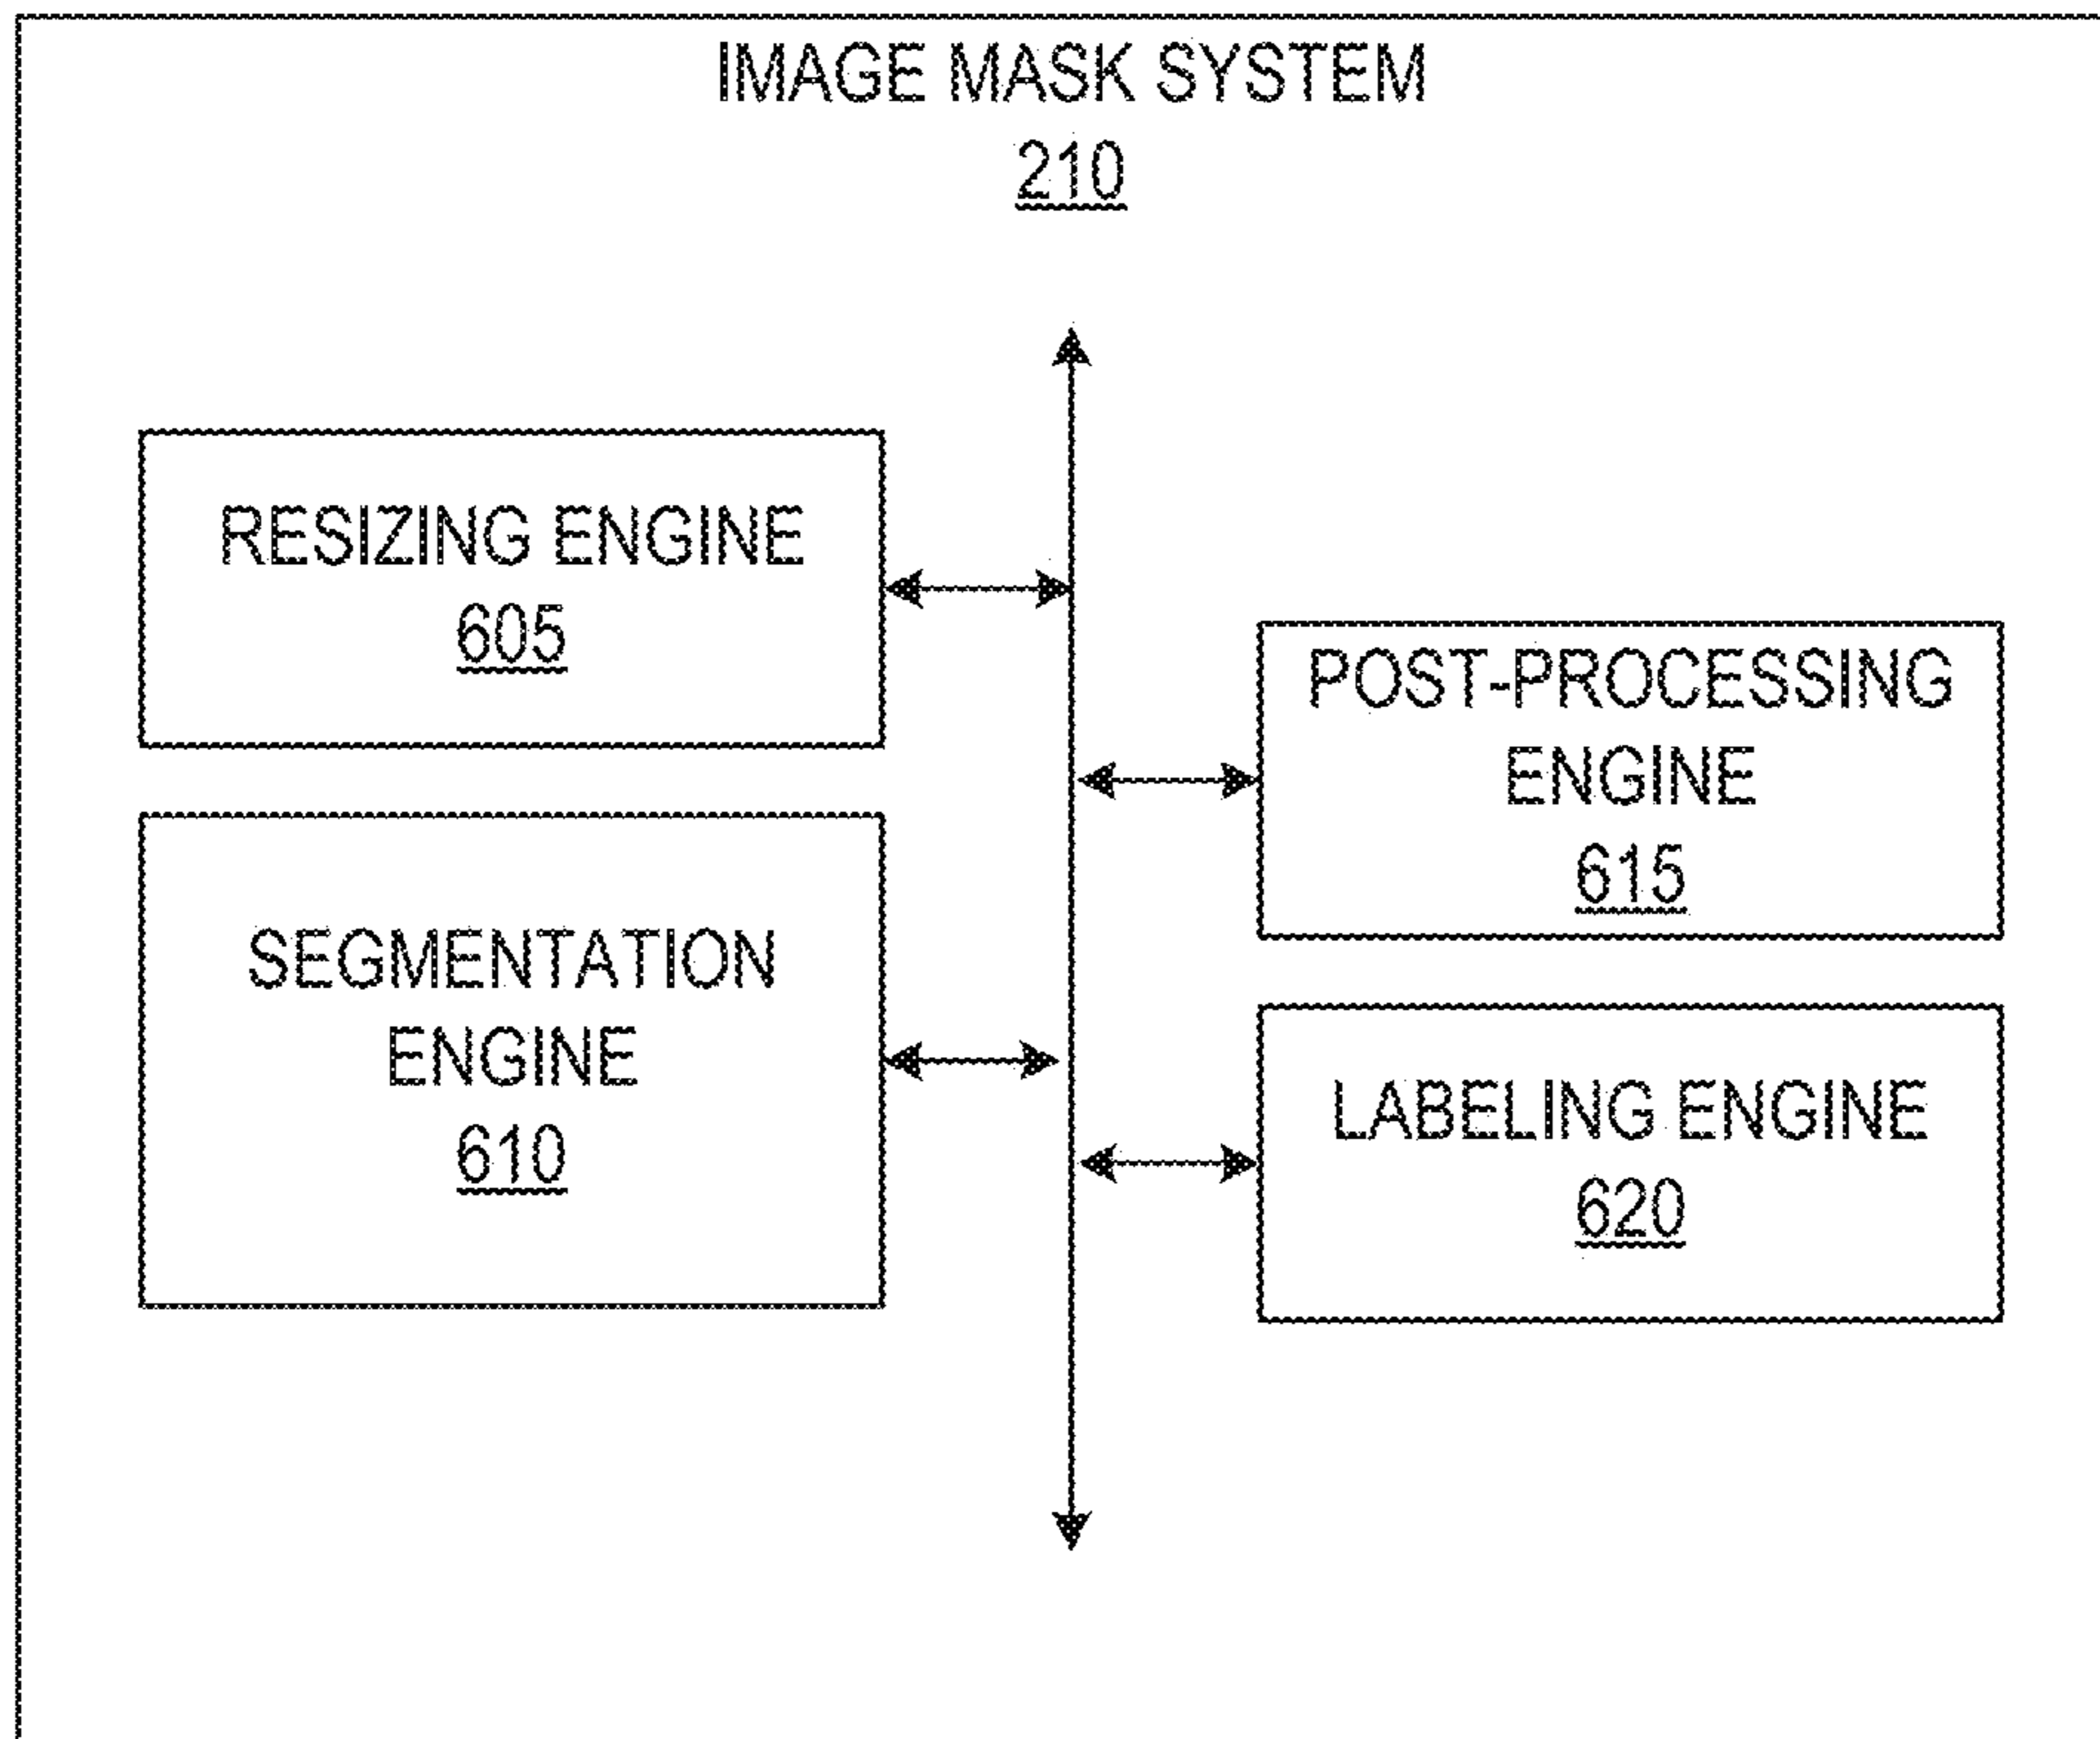 IMAGE MASK SYSTEM
210
RESIZING ENGINE
605
SEGMENTATION
ENGINE
610
POST-PROCESSING
ENGINE
615
LABELING ENGINE
620